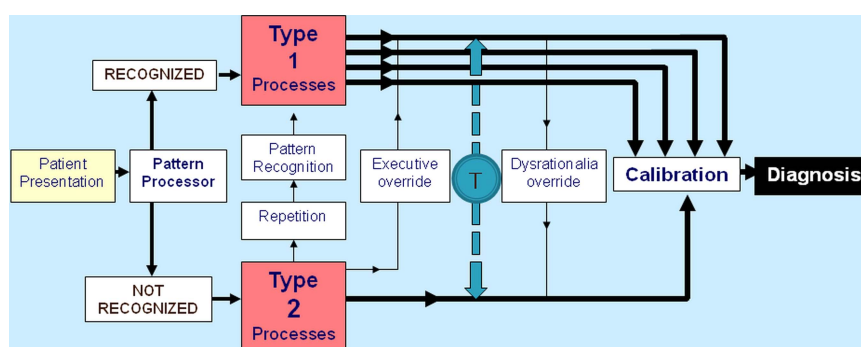 Type
1
Processes
RECOGNIZED
Patient
Presentation
Pattern
Processor
Pattern
Recognition
Executive
override
T
Dysrationalia
override
Calibration
Diagnosis
Repetition
NOT
RECOGNIZED
Type
2
Processes